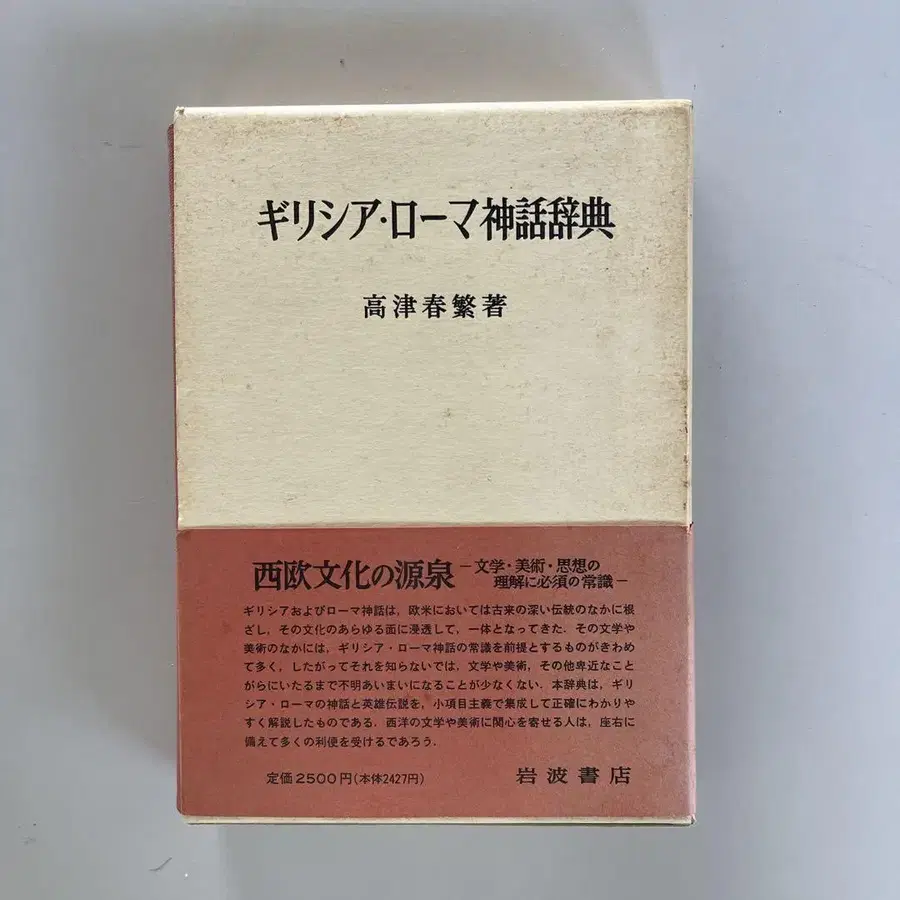 ギリシア・ローマ神話辞典
高津春繁著
西欧文化の源泉 －文学・美術・思想の
理解に必須の常識－
ギリシアおよびローマ神話は，欧米においては古来の深い伝統のなかに根
ざし，その文化のあらゆる面に浸透して，一体となってきた．その文学や
美術のなかには，ギリシア・ローマ神話の常識を前提とするものがきわめ
て多く，したがってそれを知らないでは，文学や美術，その他卑近なこと
がらにいたるまで不明あいまいになることが少なくない．本辞典は，ギリ
シア・ローマの神話と英雄伝説を，小項目主義で集成して正確にわかりや
すく解説したものである．西洋の文学や美術に関心を寄せる人は，座右に
備えて多くの利便を受けるであろう．
定価2500円(本体2427円)
岩波書店